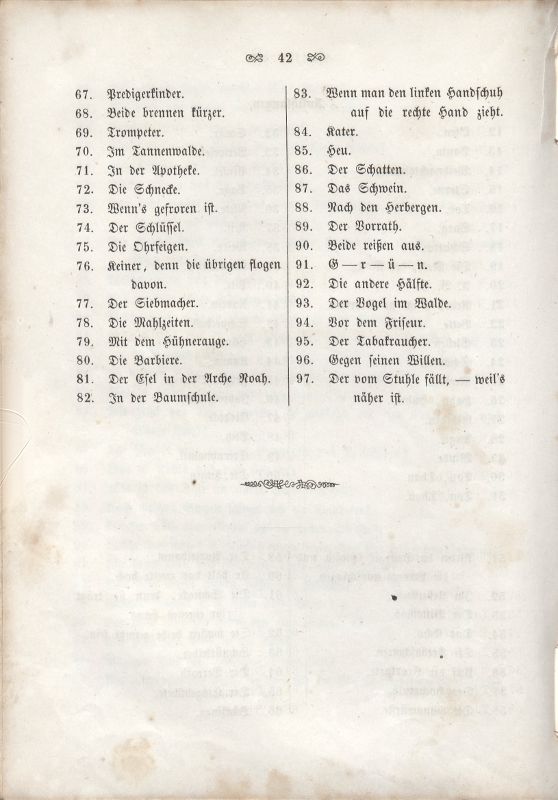 42
67. Predigerkinder.
68. Beide brennen kürzer.
69. Trompeter.
70. Im Tannenwalde.
71. In der Apotheke.
72. Die Schnecke.
73. Wenn's gefroren ist.
74. Der Schlüssel.
75. Die Ohrfeigen.
76. Keiner, denn die übrigen flogen
davon.
77. Der Siebmacher.
78. Die Mahlzeiten.
79. Mit dem Hühnerauge.
80. Die Barbiere.
81. Der Esel in der Arche Noah.
82. In der Baumschule.
83. Wenn man den linken Handschuh
auf die rechte Hand zieht.
84. Kater.
85. Heu.
86. Der Schatten.
87. Das Schwein.
88. Nach den Herbergen.
89. Der Vorrath.
90. Beide reißen aus.
91. G — r — ü — n.
92. Die andere Hälfte.
93. Der Vogel im Walde.
94. Vor dem Friseur.
95. Der Tabakraucher.
96. Gegen seinen Willen.
97. Der vom Stuhle fällt, — weil's
näher ist.